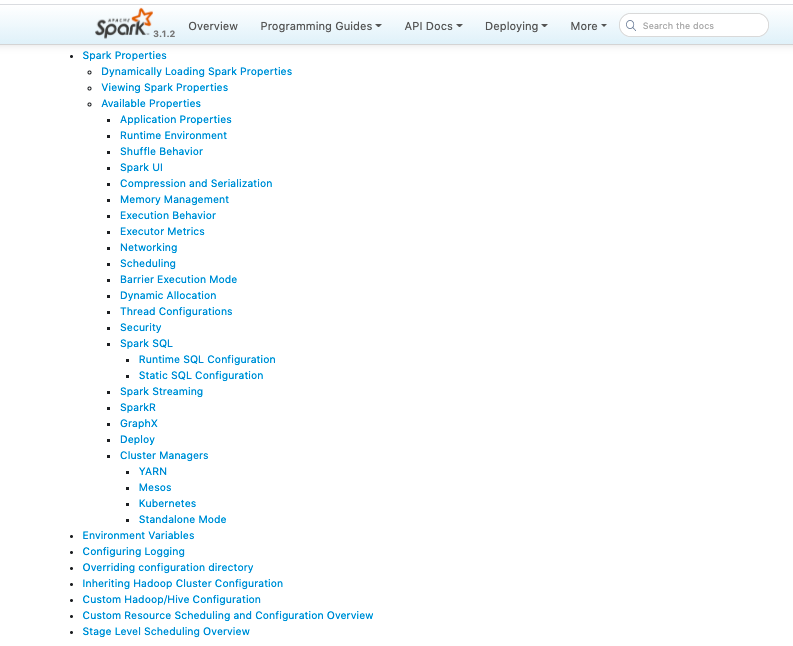 APACHE Spark 3.1.2 Overview Programming Guides API Docs Deploying More Search the docs
Spark Properties
Dynamically Loading Spark Properties
Viewing Spark Properties
Available Properties
Application Properties
Runtime Environment
Shuffle Behavior
Spark UI
Compression and Serialization
Memory Management
Execution Behavior
Executor Metrics
Networking
Scheduling
Barrier Execution Mode
Dynamic Allocation
Thread Configurations
Security
Spark SQL
Runtime SQL Configuration
Static SQL Configuration
Spark Streaming
SparkR
GraphX
Deploy
Cluster Managers
YARN
Mesos
Kubernetes
Standalone Mode
Environment Variables
Configuring Logging
Overriding configuration directory
Inheriting Hadoop Cluster Configuration
Custom Hadoop/Hive Configuration
Custom Resource Scheduling and Configuration Overview
Stage Level Scheduling Overview